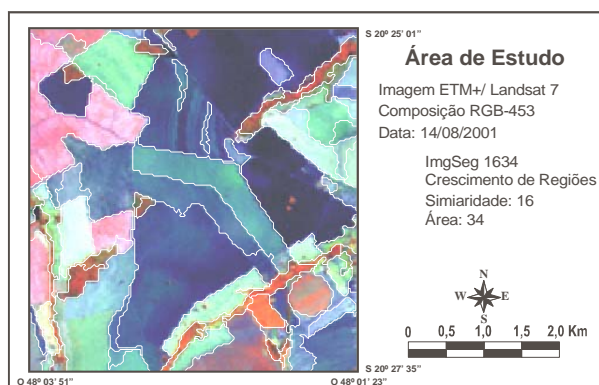 S 20º 25' 01"
Área de Estudo
Imagem ETM+/ Landsat 7
Composição RGB-453
Data: 14/08/2001
ImgSeg 1634
Crescimento de Regiões
Simiaridade: 16
Área: 34
N
W E
S
0 0,5 1,0 1,5 2,0 Km
S 20º 27' 35"
O 48º 03' 51" O 48º 01' 23"